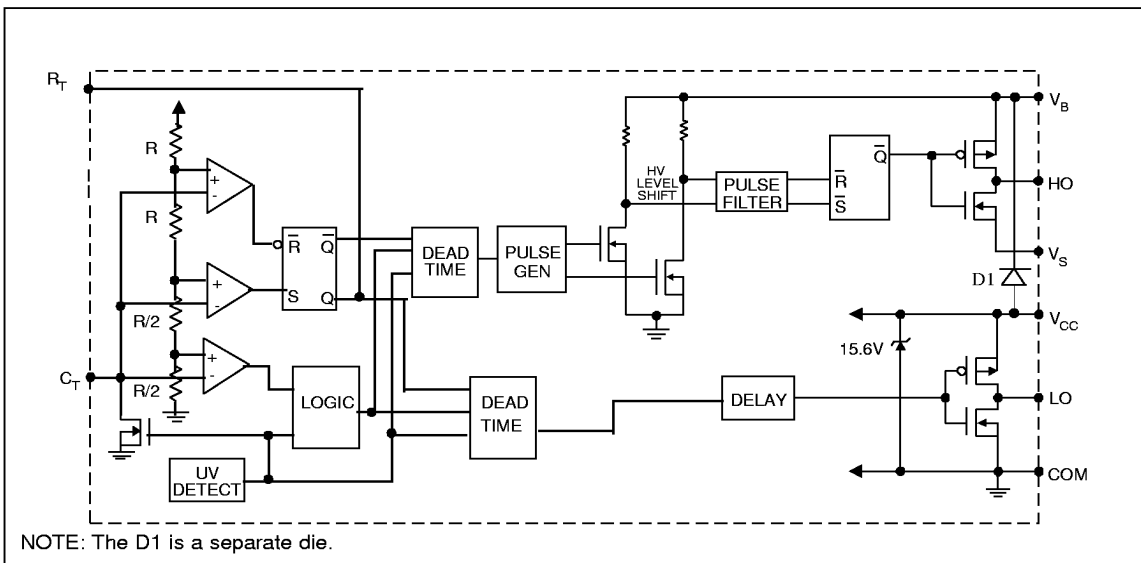 R_T
V_B
R
HV
LEVEL
SHIFT
PULSE
FILTER
R̅
S̅
Q̅
HO
R
R̅
Q̅
S
Q
DEAD
TIME
PULSE
GEN
V_S
D1
R/2
V_CC
15.6V
C_T
R/2
LOGIC
DEAD
TIME
DELAY
LO
UV
DETECT
COM
+
-
+
-
+
-
NOTE: The D1 is a separate die.